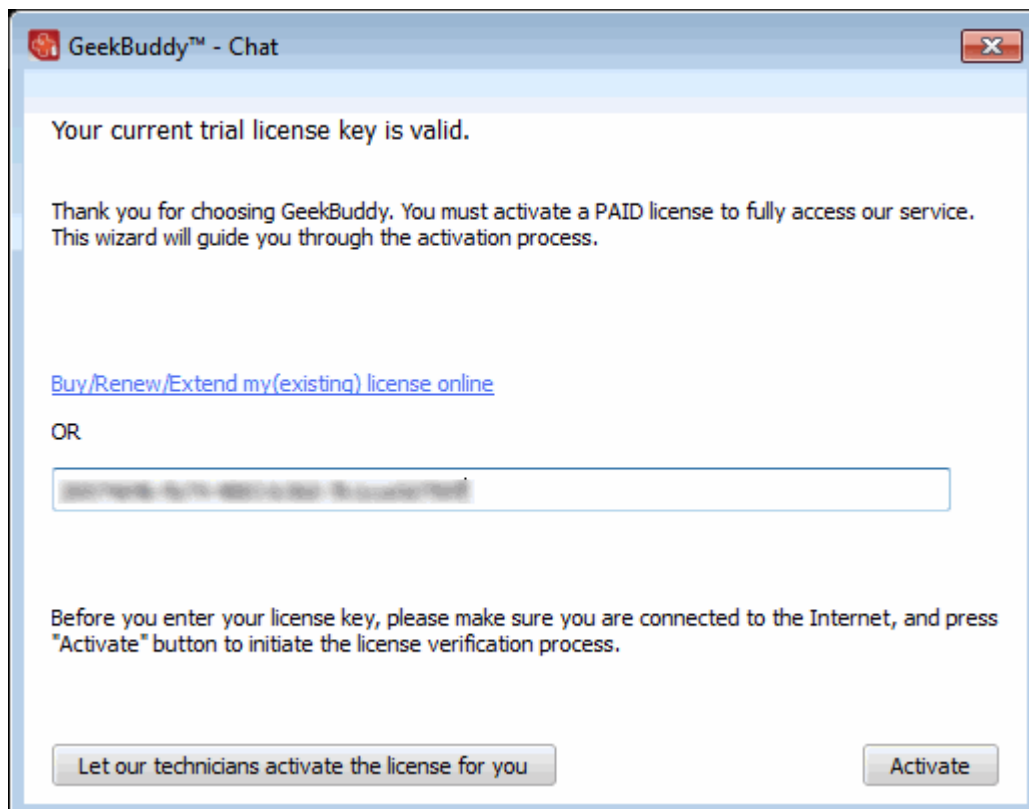 GeekBuddy™ - Chat
Your current trial license key is valid.
Thank you for choosing GeekBuddy. You must activate a PAID license to fully access our service.
This wizard will guide you through the activation process.
Buy/Renew/Extend my(existing) license online
OR
Before you enter your license key, please make sure you are connected to the Internet, and press
"Activate" button to initiate the license verification process.
Let our technicians activate the license for you
Activate